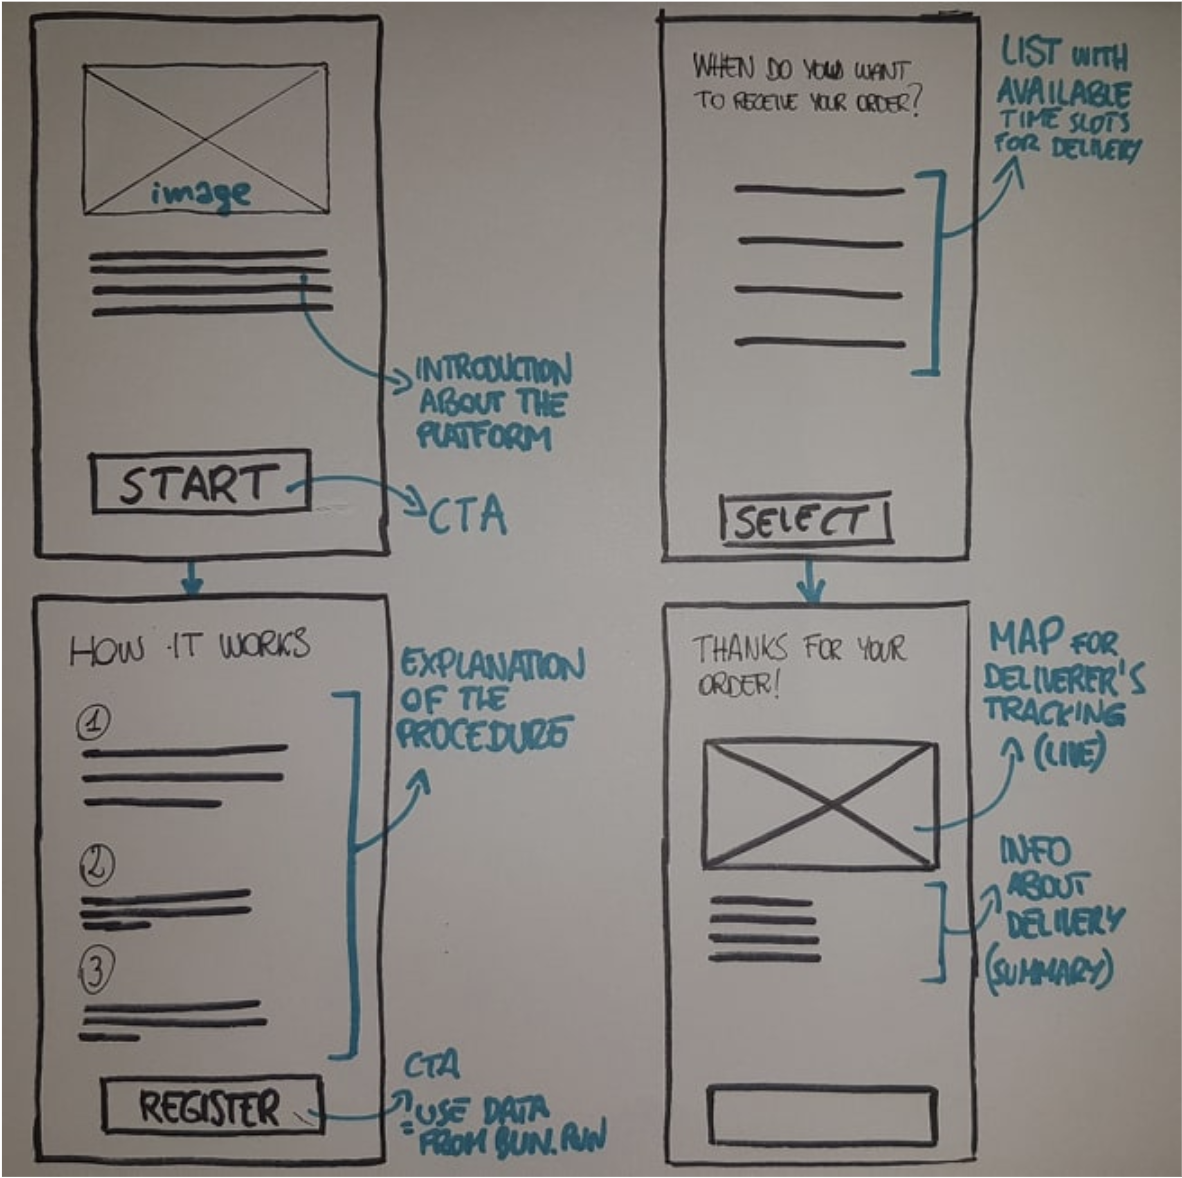 image
INTRODUCTION
ABOUT THE
PLATFORM
START
CTA
HOW IT WORKS
1
2
3
EXPLANATION
OF THE
PROCEDURE
REGISTER
CTA
USE DATA
FROM BUN.RUN
WHEN DO YOU WANT
TO RECEIVE YOUR ORDER?
LIST WITH
AVAILABLE
TIME SLOTS
FOR DELIVERY
SELECT
THANKS FOR YOUR
ORDER!
MAP FOR
DELIVERER'S
TRACKING
(LIVE)
INFO
ABOUT
DELIVERY
(SUMMARY)